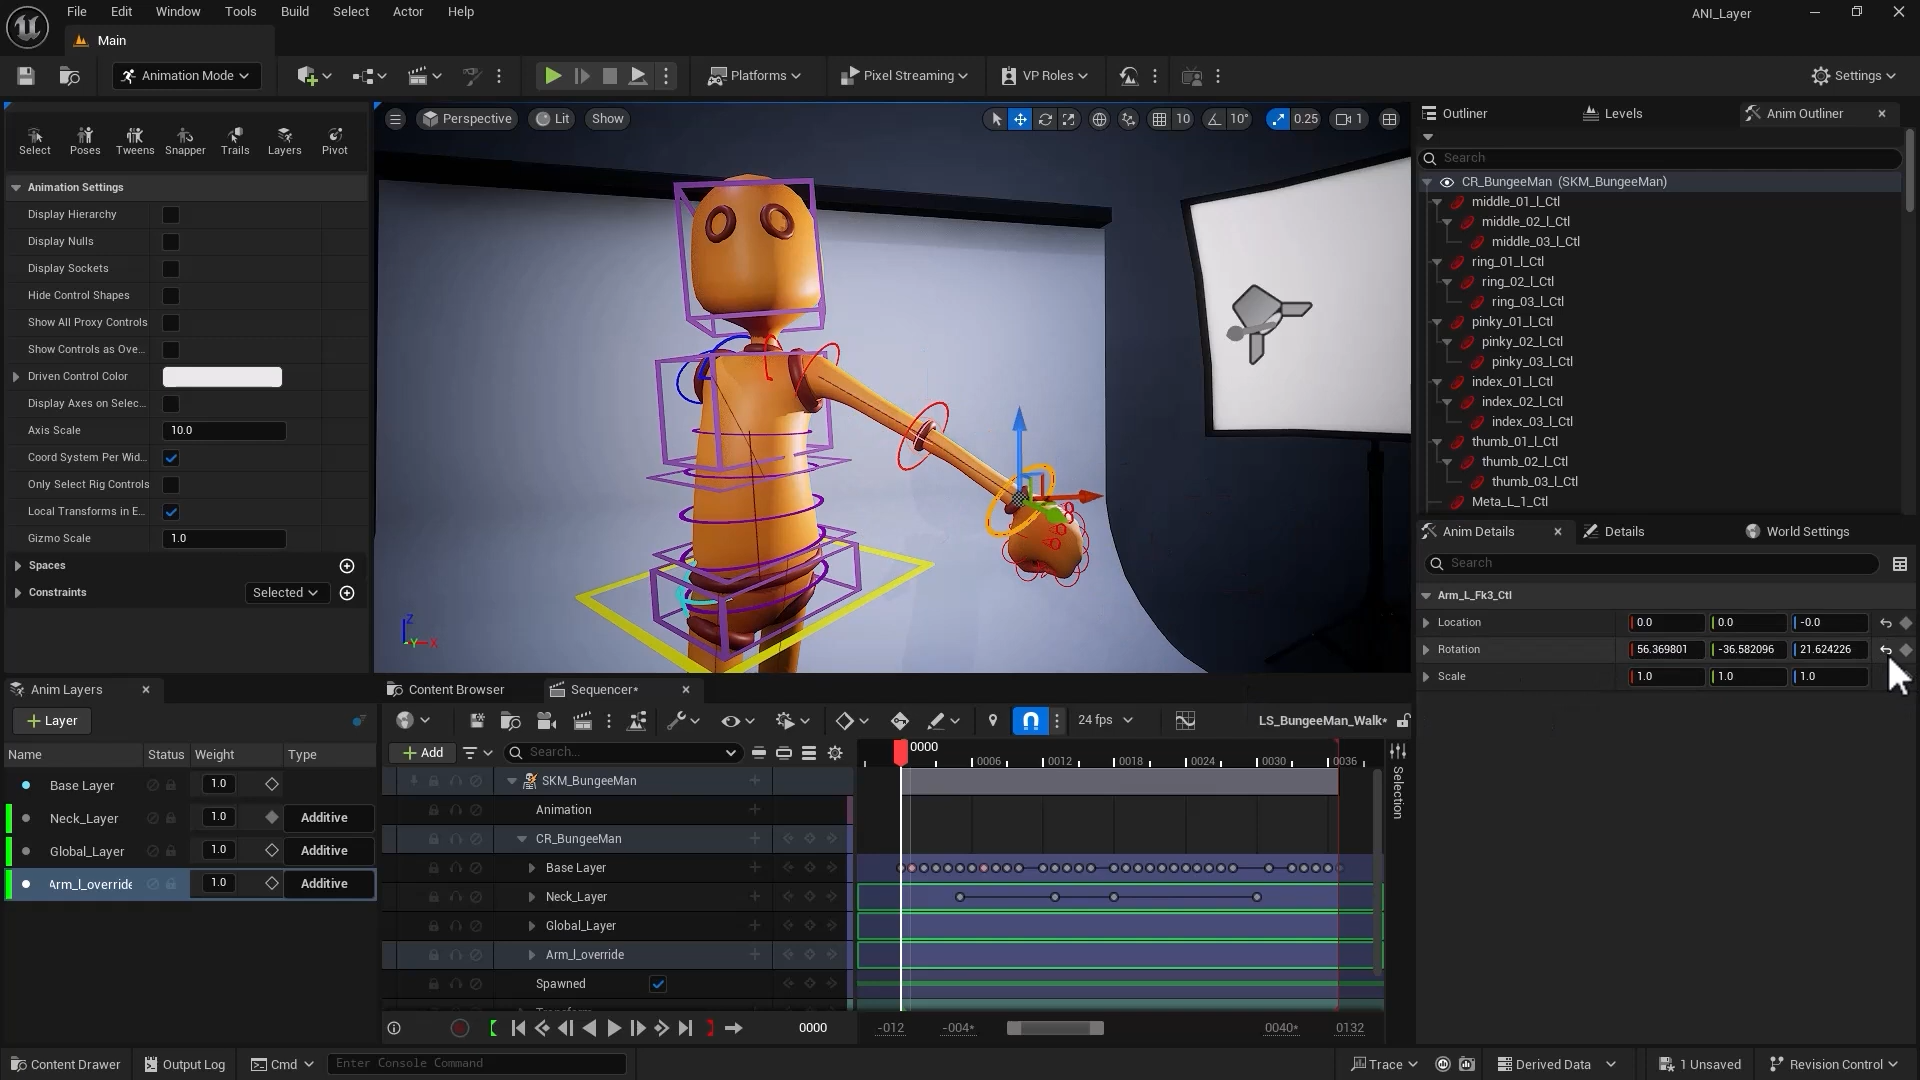 File Edit Window Tools Build Select Actor Help
ANI_Layer
Main
Animation Mode
Platforms
Pixel Streaming
VP Roles
Settings
Select Poses Tweens Snapper Trails Layers Pivot
Animation Settings
Display Hierarchy
Display Nulls
Display Sockets
Hide Control Shapes
Show All Proxy Controls
Show Controls as Ove...
Driven Control Color
Display Axes on Selec...
Axis Scale 10.0
Coord System Per Wid...
Only Select Rig Controls
Local Transforms in E...
Gizmo Scale 1.0
Spaces
Constraints Selected
Perspective Lit Show
10 10° 0.25 1
Z
Y X
Outliner Levels Anim Outliner
Search
CR_BungeeMan (SKM_BungeeMan)
middle_01_l_Ctl
middle_02_l_Ctl
middle_03_l_Ctl
ring_01_l_Ctl
ring_02_l_Ctl
ring_03_l_Ctl
pinky_01_l_Ctl
pinky_02_l_Ctl
pinky_03_l_Ctl
index_01_l_Ctl
index_02_l_Ctl
index_03_l_Ctl
thumb_01_l_Ctl
thumb_02_l_Ctl
thumb_03_l_Ctl
Meta_L_1_Ctl
Anim Details Details World Settings
Search
Arm_L_Fk3_Ctl
Location 0.0 0.0 -0.0
Rotation 56.369801 -36.582096 21.624226
Scale 1.0 1.0 1.0
Anim Layers
Layer
Name Status Weight Type
Base Layer 1.0
Neck_Layer 1.0 Additive
Global_Layer 1.0 Additive
Arm_l_override 1.0 Additive
Content Browser Sequencer*
24 fps
LS_BungeeMan_Walk*
Add
Search...
0000
0006 0012 0018 0024 0030 0036
SKM_BungeeMan
Animation
CR_BungeeMan
Base Layer
Neck_Layer
Global_Layer
Arm_l_override
Spawned
Selection
0000
-012 -004* 0040* 0132
Content Drawer Output Log Cmd Enter Console Command
Trace Derived Data 1 Unsaved Revision Control